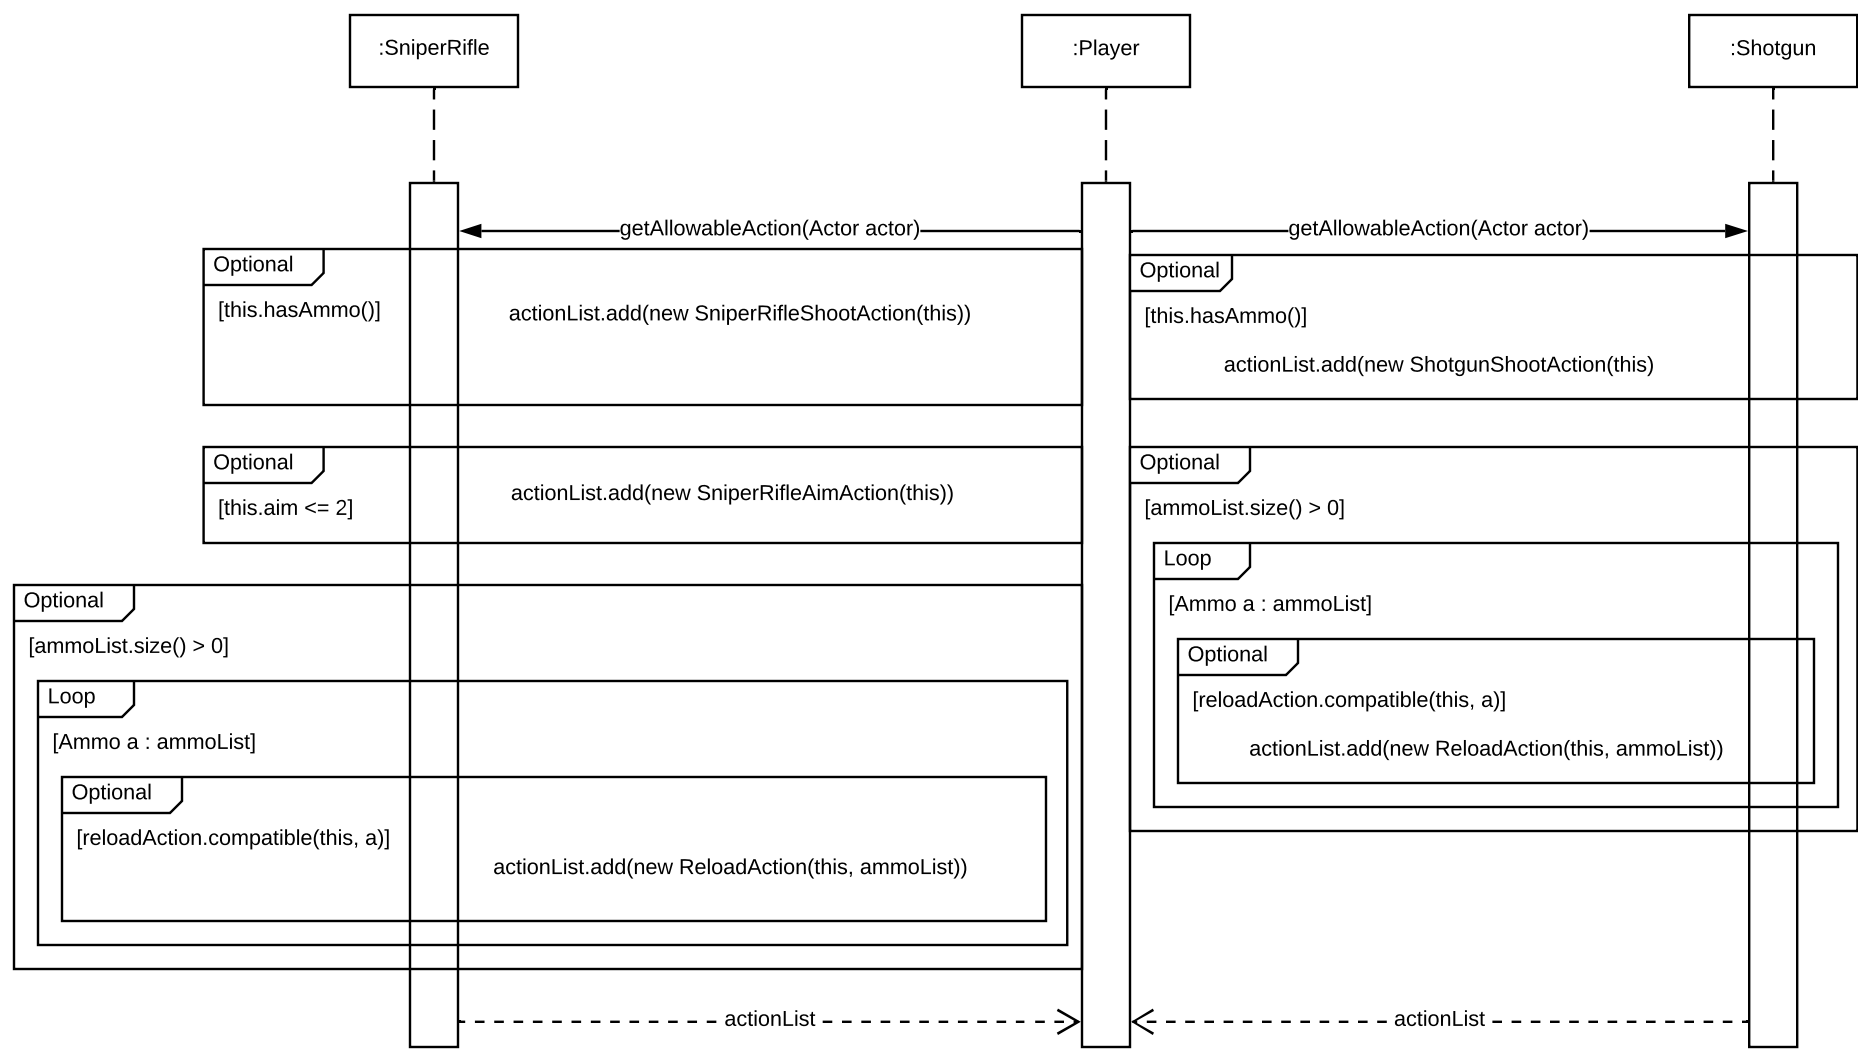 :SniperRifle
:Player
:Shotgun
getAllowableAction(Actor actor)
getAllowableAction(Actor actor)
Optional
[this.hasAmmo()]
actionList.add(new SniperRifleShootAction(this))
Optional
[this.hasAmmo()]
actionList.add(new ShotgunShootAction(this)
Optional
[this.aim <= 2]
actionList.add(new SniperRifleAimAction(this))
Optional
[ammoList.size() > 0]
Loop
[Ammo a : ammoList]
Optional
[reloadAction.compatible(this, a)]
actionList.add(new ReloadAction(this, ammoList))
Optional
[ammoList.size() > 0]
Loop
[Ammo a : ammoList]
Optional
[reloadAction.compatible(this, a)]
actionList.add(new ReloadAction(this, ammoList))
actionList
actionList